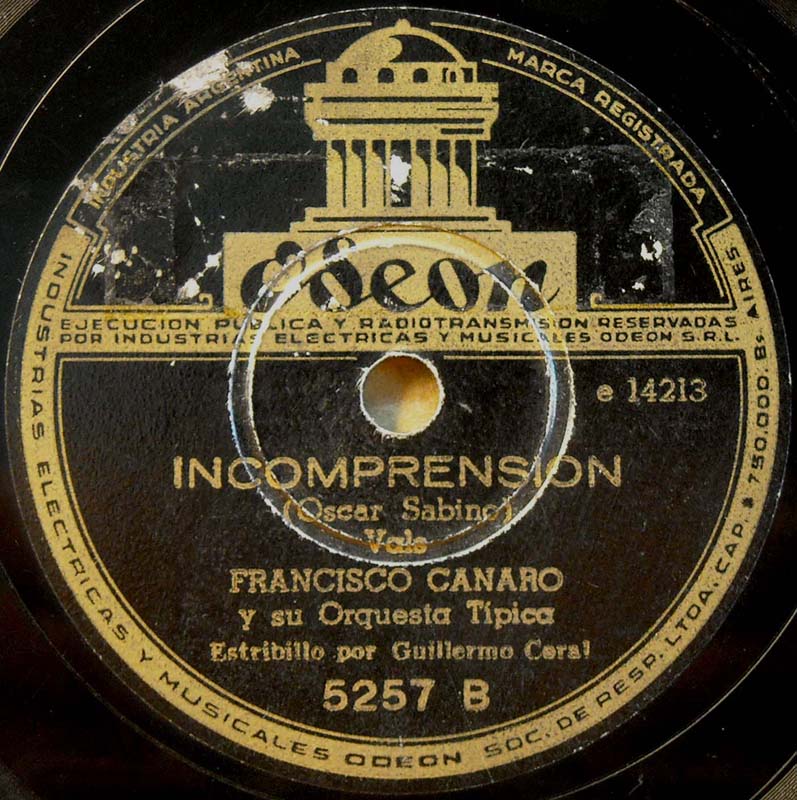 INDUSTRIA ARGENTINA
MARCA REGISTRADA
Odeon
EJECUCION PUBLICA Y RADIOTRANSMISION RESERVADAS
POR INDUSTRIAS ELECTRICAS Y MUSICALES ODEON S.R.L.
e 14213
INCOMPRENSION
(Oscar Sabino)
Vals
FRANCISCO CANARO
y su Orquesta Típica
Estribillo por Guillermo Coral
5257 B
INDUSTRIAS ELECTRICAS Y MUSICALES ODEON SOC. DE RESP. LTDA. CAP. $ 750.000. Bs AIRES